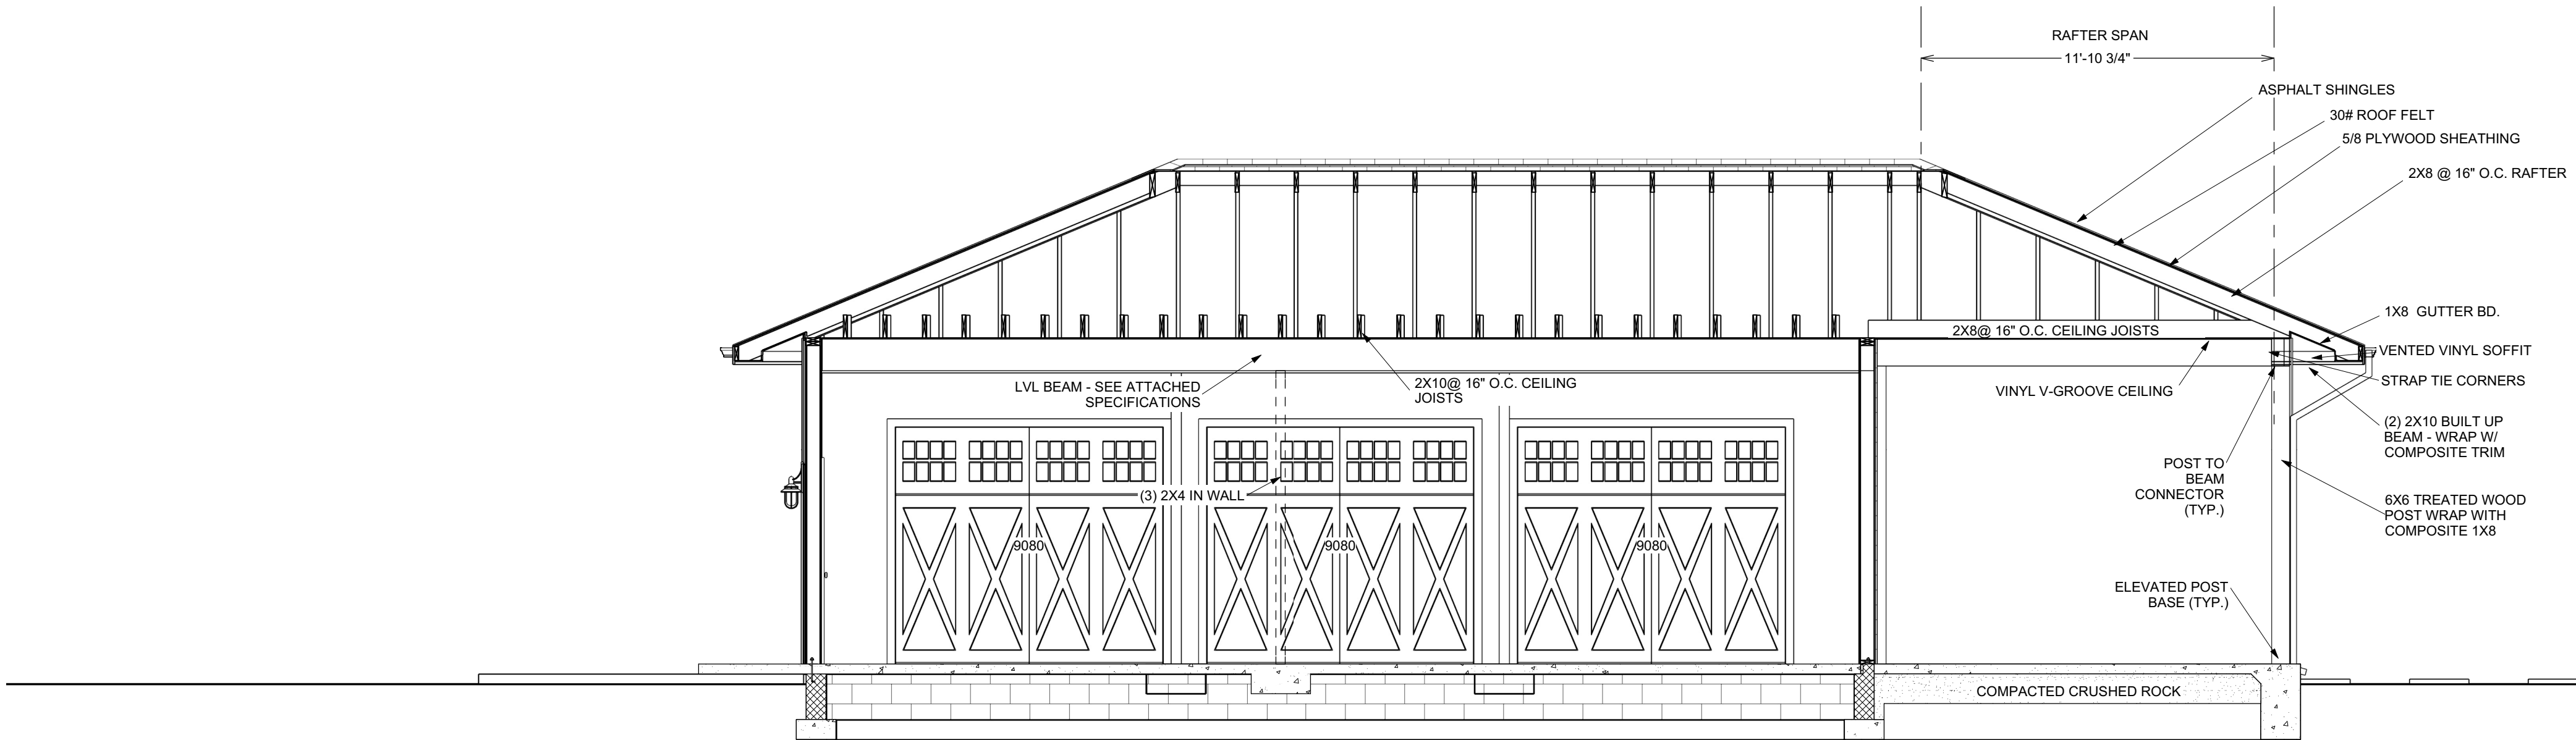 RAFTER SPAN
11'-10 3/4"
ASPHALT SHINGLES
30# ROOF FELT
5/8 PLYWOOD SHEATHING
2X8 @ 16" O.C. RAFTER
1X8  GUTTER BD.
2X8@ 16" O.C. CEILING JOISTS
VENTED VINYL SOFFIT
STRAP TIE CORNERS
LVL BEAM - SEE ATTACHED
SPECIFICATIONS
2X10@ 16" O.C. CEILING
JOISTS
VINYL V-GROOVE CEILING
(2) 2X10 BUILT UP
BEAM - WRAP W/
COMPOSITE TRIM
POST TO
BEAM
CONNECTOR
(TYP.)
(3) 2X4 IN WALL
6X6 TREATED WOOD
POST WRAP WITH
COMPOSITE 1X8
9080
9080
9080
ELEVATED POST
BASE (TYP.)
COMPACTED CRUSHED ROCK